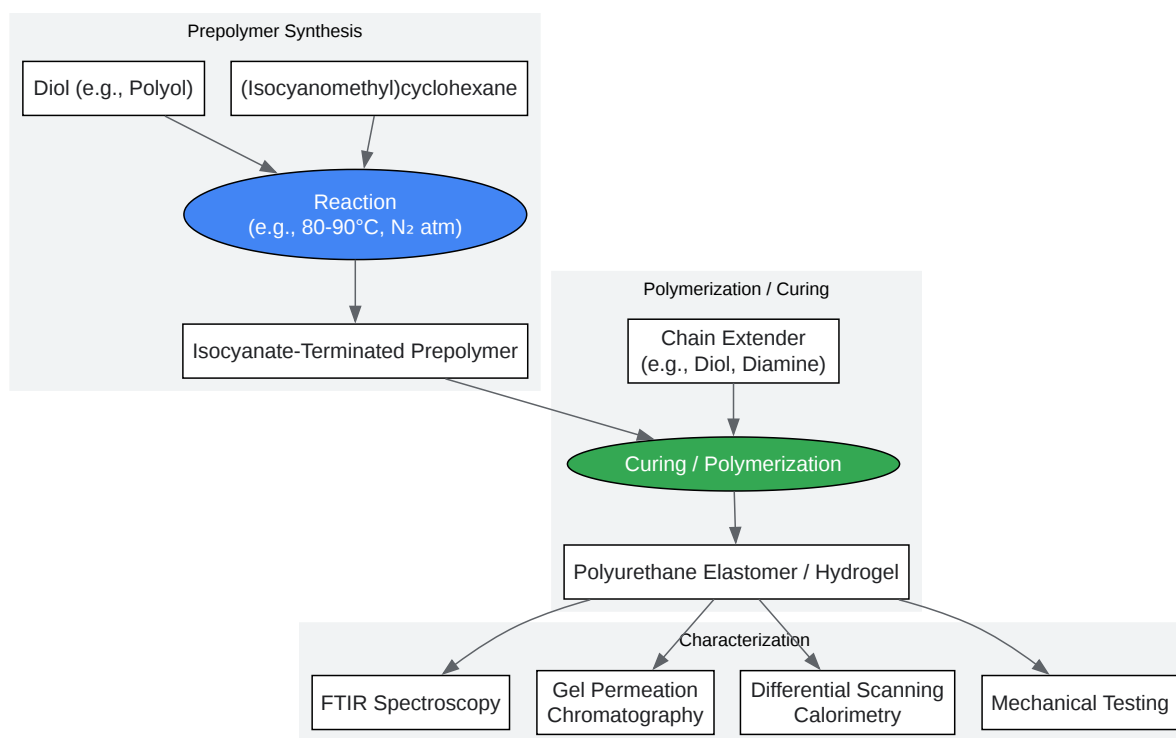 Prepolymer Synthesis
Diol (e.g., Polyol)
(Isocyanomethyl)cyclohexane
Reaction
(e.g., 80-90°C, N₂ atm)
Isocyanate-Terminated Prepolymer
Polymerization / Curing
Chain Extender
(e.g., Diol, Diamine)
Curing / Polymerization
Polyurethane Elastomer / Hydrogel
Characterization
FTIR Spectroscopy
Gel Permeation
Chromatography
Differential Scanning
Calorimetry
Mechanical Testing